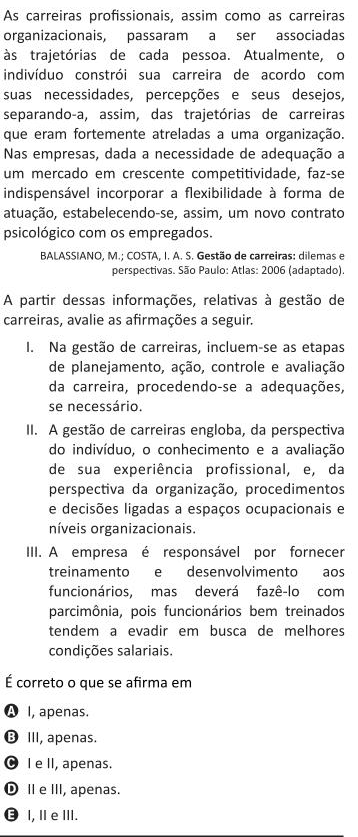 As carreiras profissionais, assim como as carreiras
organizacionais, passaram a ser associadas
às trajetórias de cada pessoa. Atualmente, o
indivíduo constrói sua carreira de acordo com
suas necessidades, percepções e seus desejos,
separando-a, assim, das trajetórias de carreiras
que eram fortemente atreladas a uma organização.
Nas empresas, dada a necessidade de adequação a
um mercado em crescente competitividade, faz-se
indispensável incorporar a flexibilidade à forma de
atuação, estabelecendo-se, assim, um novo contrato
psicológico com os empregados.
BALASSIANO, M.; COSTA, I. A. S. Gestão de carreiras: dilemas e
perspectivas. São Paulo: Atlas: 2006 (adaptado).
A partir dessas informações, relativas à gestão de
carreiras, avalie as afirmações a seguir.
I. Na gestão de carreiras, incluem-se as etapas
de planejamento, ação, controle e avaliação
da carreira, procedendo-se a adequações,
se necessário.
II. A gestão de carreiras engloba, da perspectiva
do indivíduo, o conhecimento e a avaliação
de sua experiência profissional, e, da
perspectiva da organização, procedimentos
e decisões ligadas a espaços ocupacionais e
níveis organizacionais.
III. A empresa é responsável por fornecer
treinamento e desenvolvimento aos
funcionários, mas deverá fazê-lo com
parcimônia, pois funcionários bem treinados
tendem a evadir em busca de melhores
condições salariais.
É correto o que se afirma em
A I, apenas.
B III, apenas.
C I e II, apenas.
D II e III, apenas.
E I, II e III.